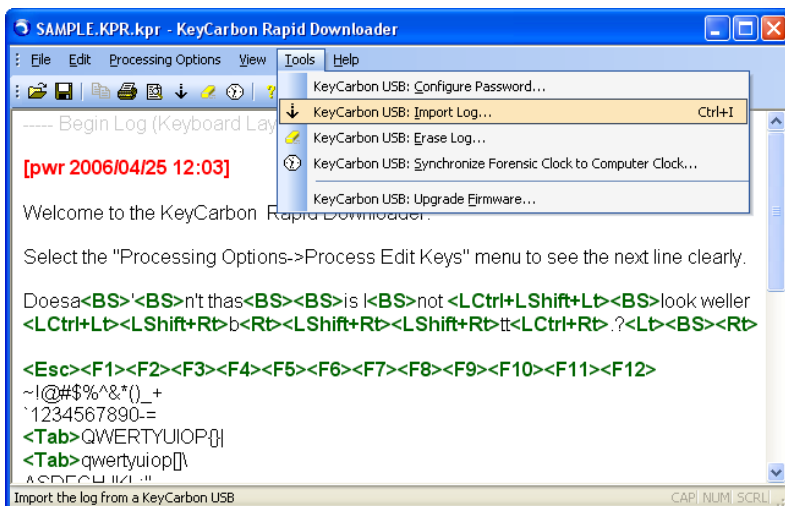 SAMPLE.KPR.kpr - KeyCarbon Rapid Downloader
File Edit Processing Options View Tools Help
KeyCarbon USB: Configure Password...
KeyCarbon USB: Import Log... Ctrl+I
KeyCarbon USB: Erase Log...
KeyCarbon USB: Synchronize Forensic Clock to Computer Clock...
KeyCarbon USB: Upgrade Firmware...
----- Begin Log (Keyboard Lay
[pwr 2006/04/25 12:03]
Welcome to the KeyCarbon Rapid Downloader.
Select the "Processing Options->Process Edit Keys" menu to see the next line clearly.
Doesa<BS>'<BS>n't thas<BS><BS>is l<BS>not <LCtrl+LShift+Lt><BS>look weller
<LCtrl+Lt><LShift+Rt>b<Rt><LShift+Rt><LShift+Rt>tt<LCtrl+Rt>.?<Lt><BS><Rt>
<Esc><F1><F2><F3><F4><F5><F6><F7><F8><F9><F10><F11><F12>
~!@#$%^&*()_+
`1234567890-=
<Tab>QWERTYUIOP{}|
<Tab>qwertyuiop[]\
Import the log from a KeyCarbon USB
CAP NUM SCRL